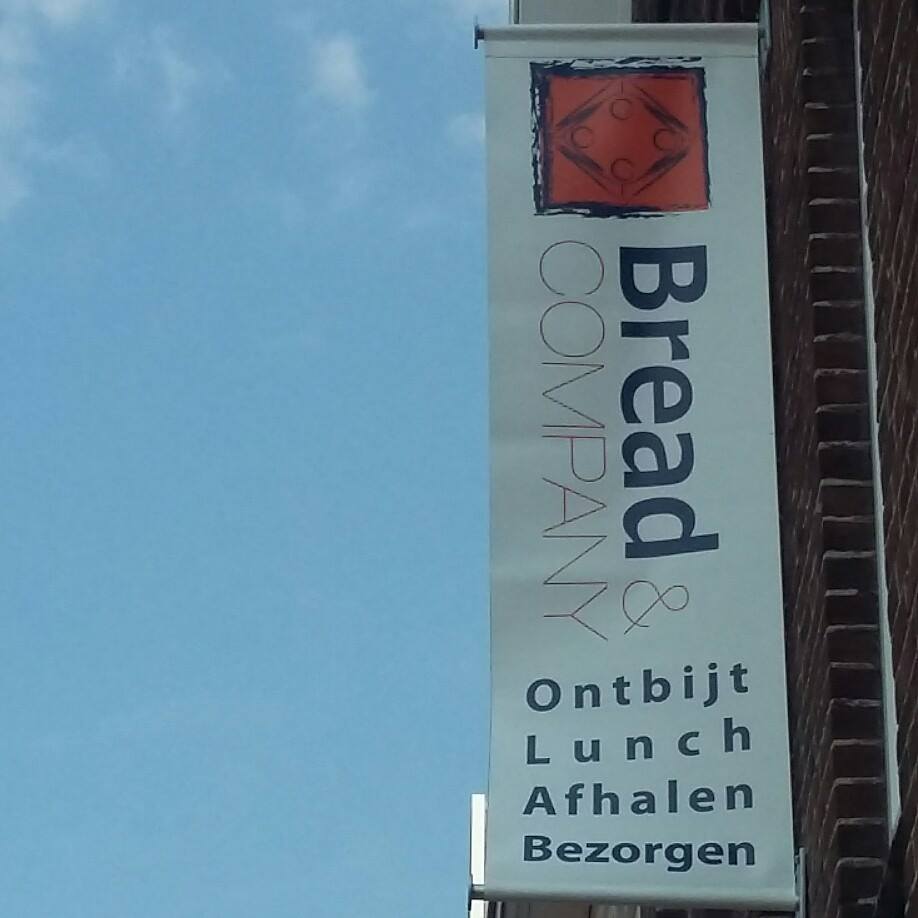 Bread &
COMPANY
Ontbijt
Lunch
Afhalen
Bezorgen